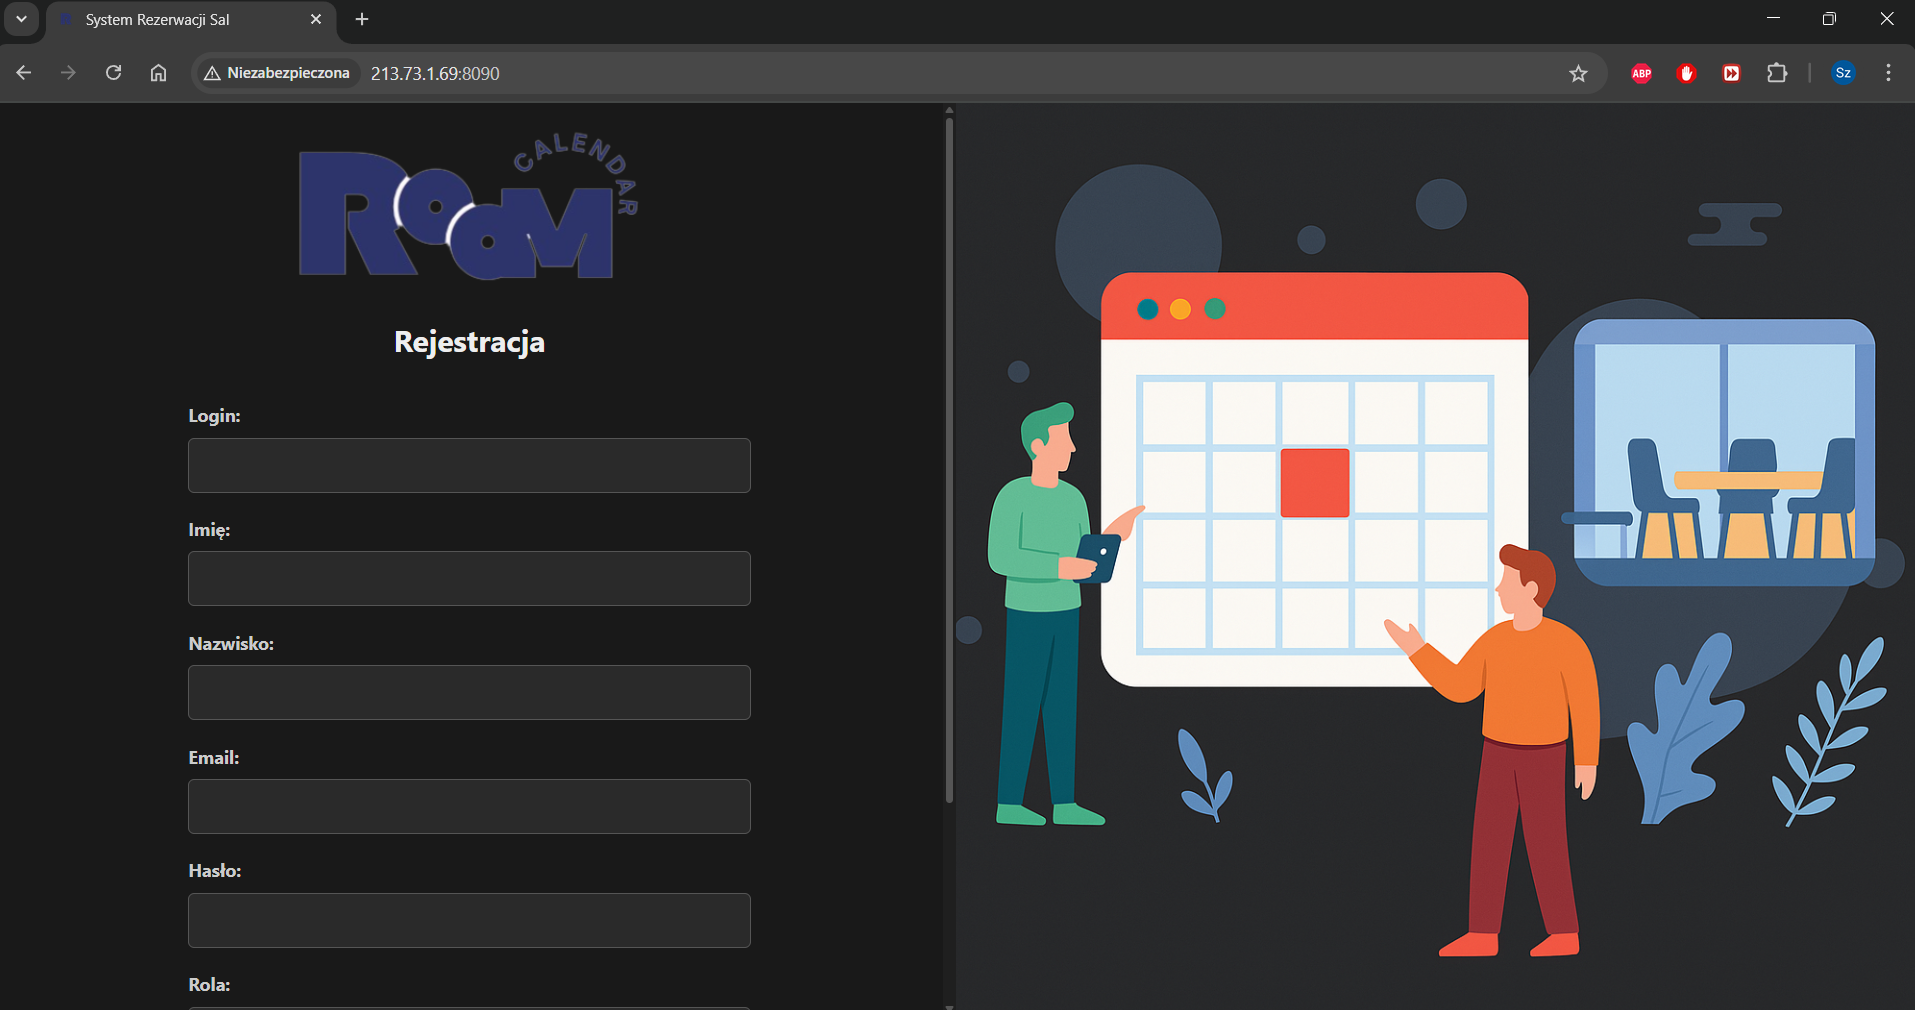 System Rezerwacji Sal
Niezabezpieczona 213.73.1.69:8090
ABP
Sz
ROOM CALENDAR
Rejestracja
Login:
Imię:
Nazwisko:
Email:
Hasło:
Rola: